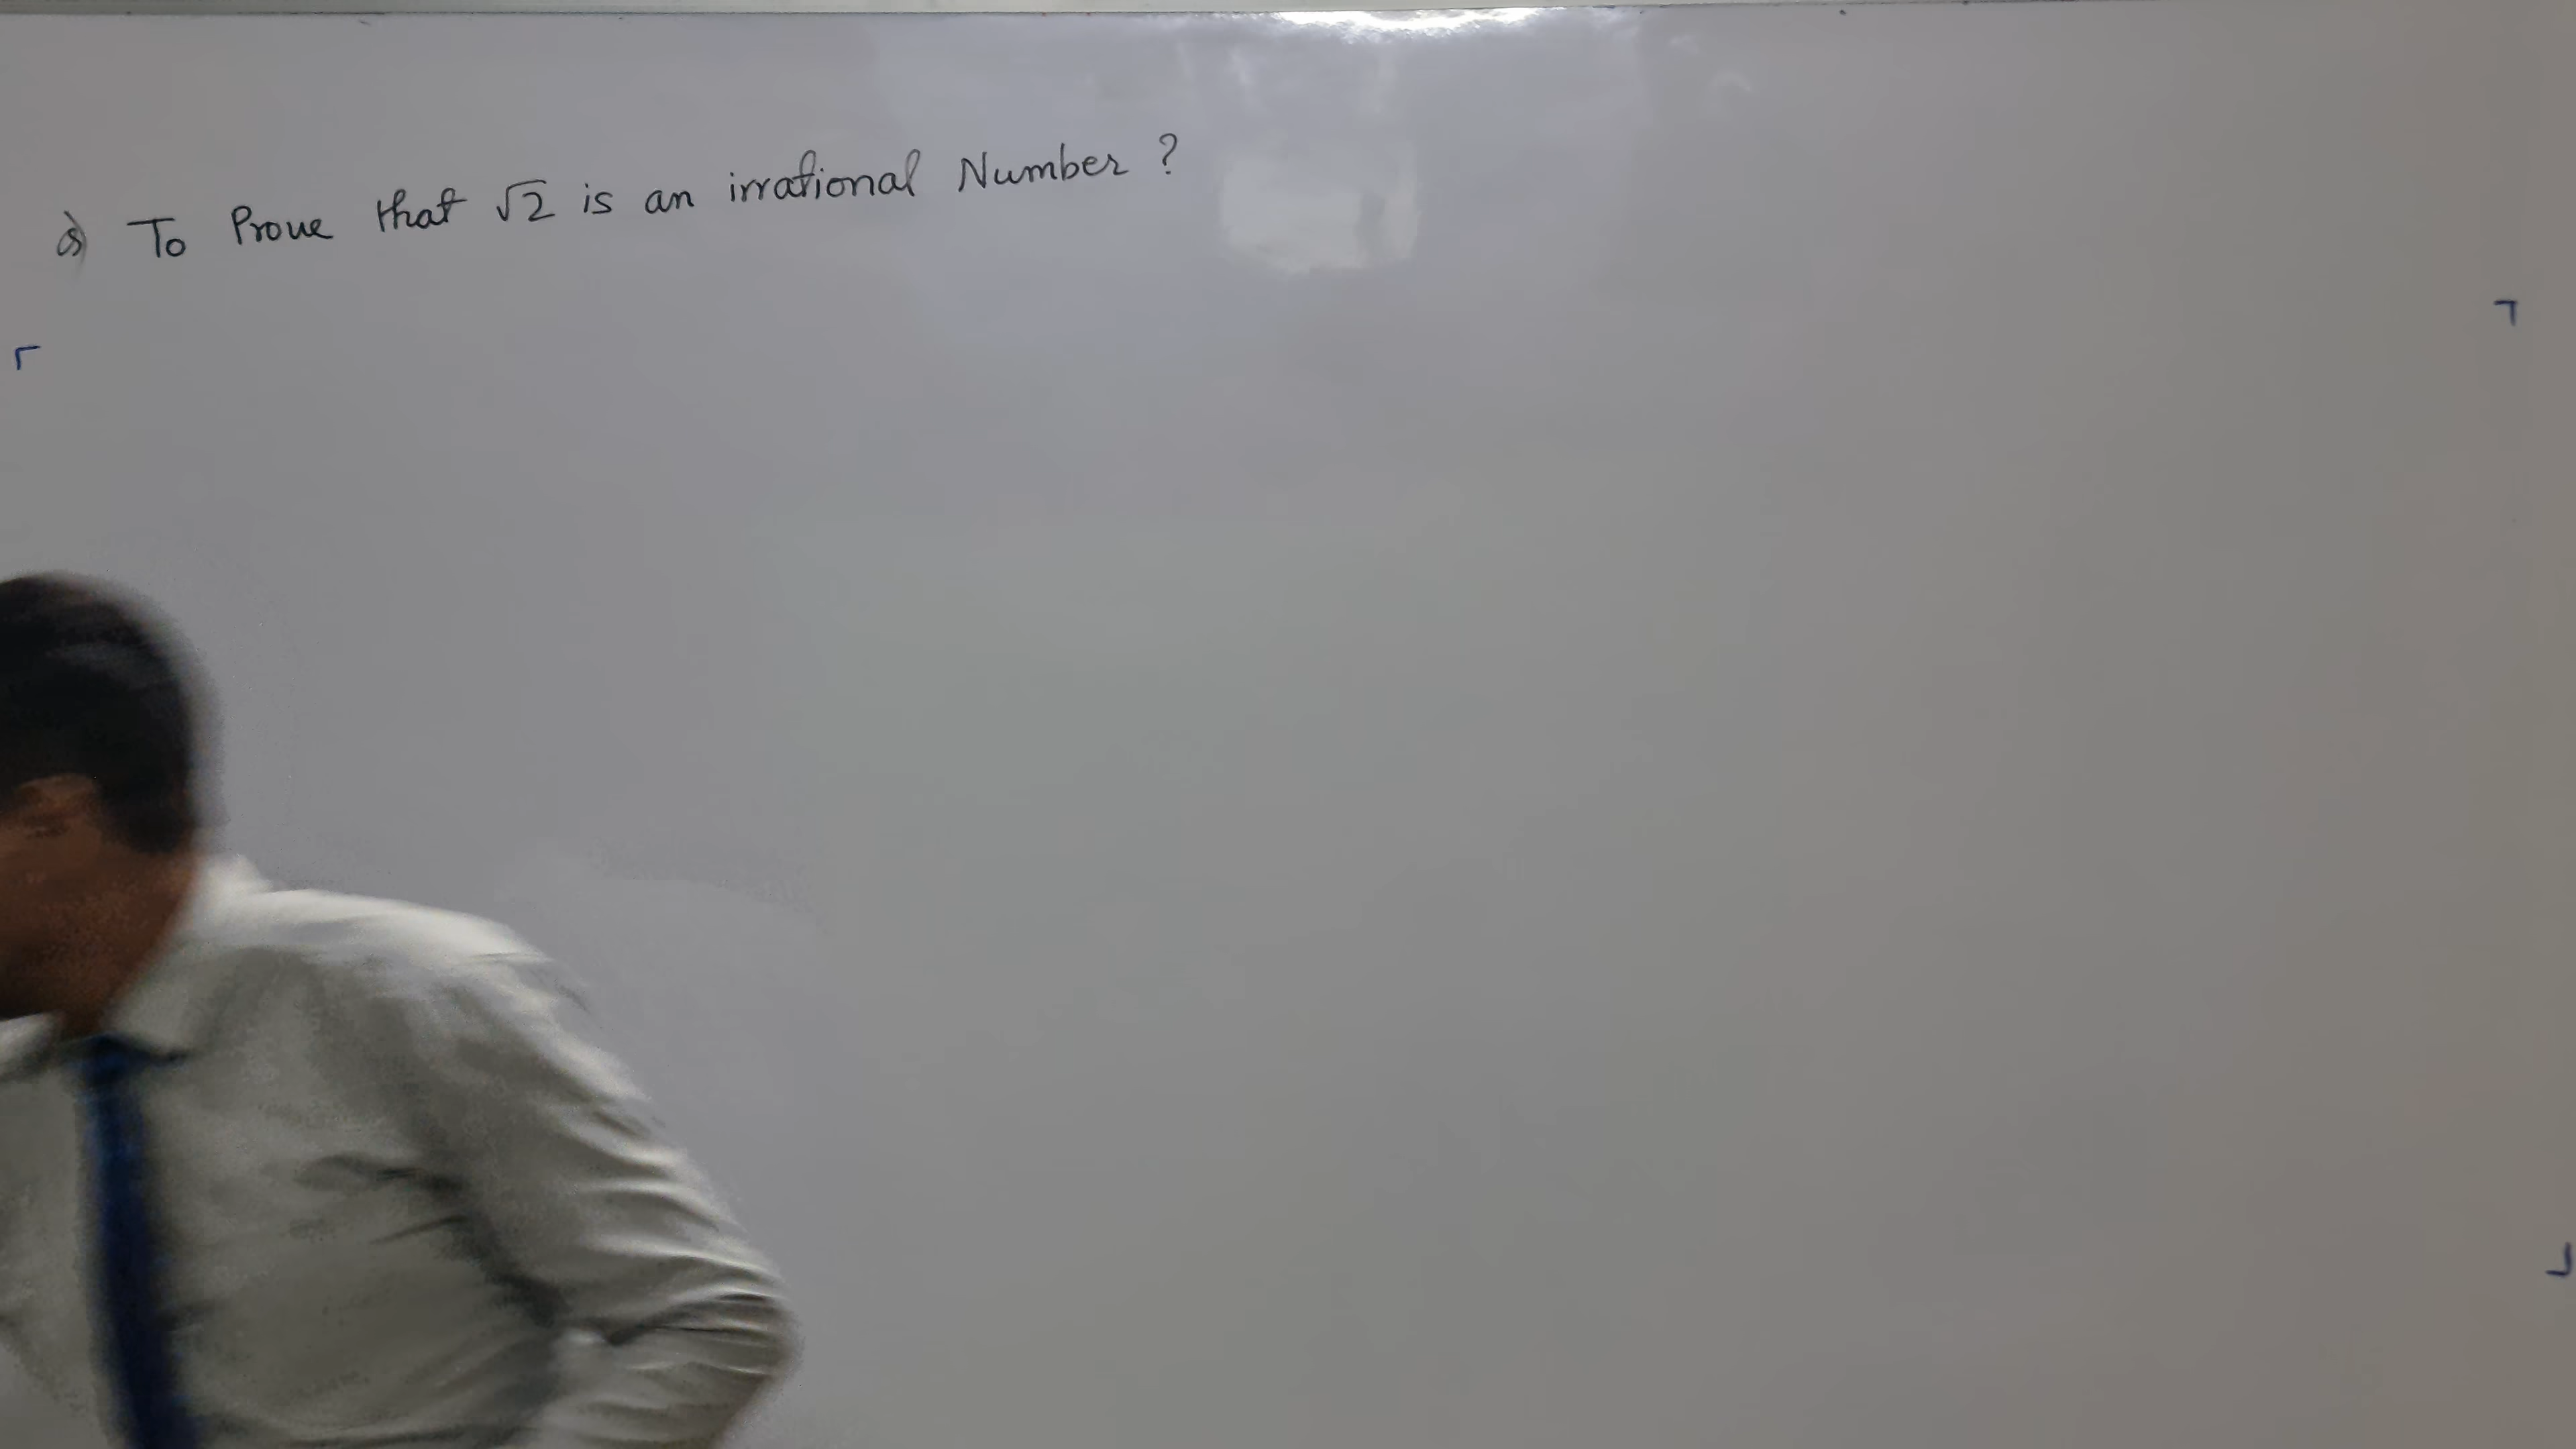 Q) To Prove that √2 is an irrational Number ?